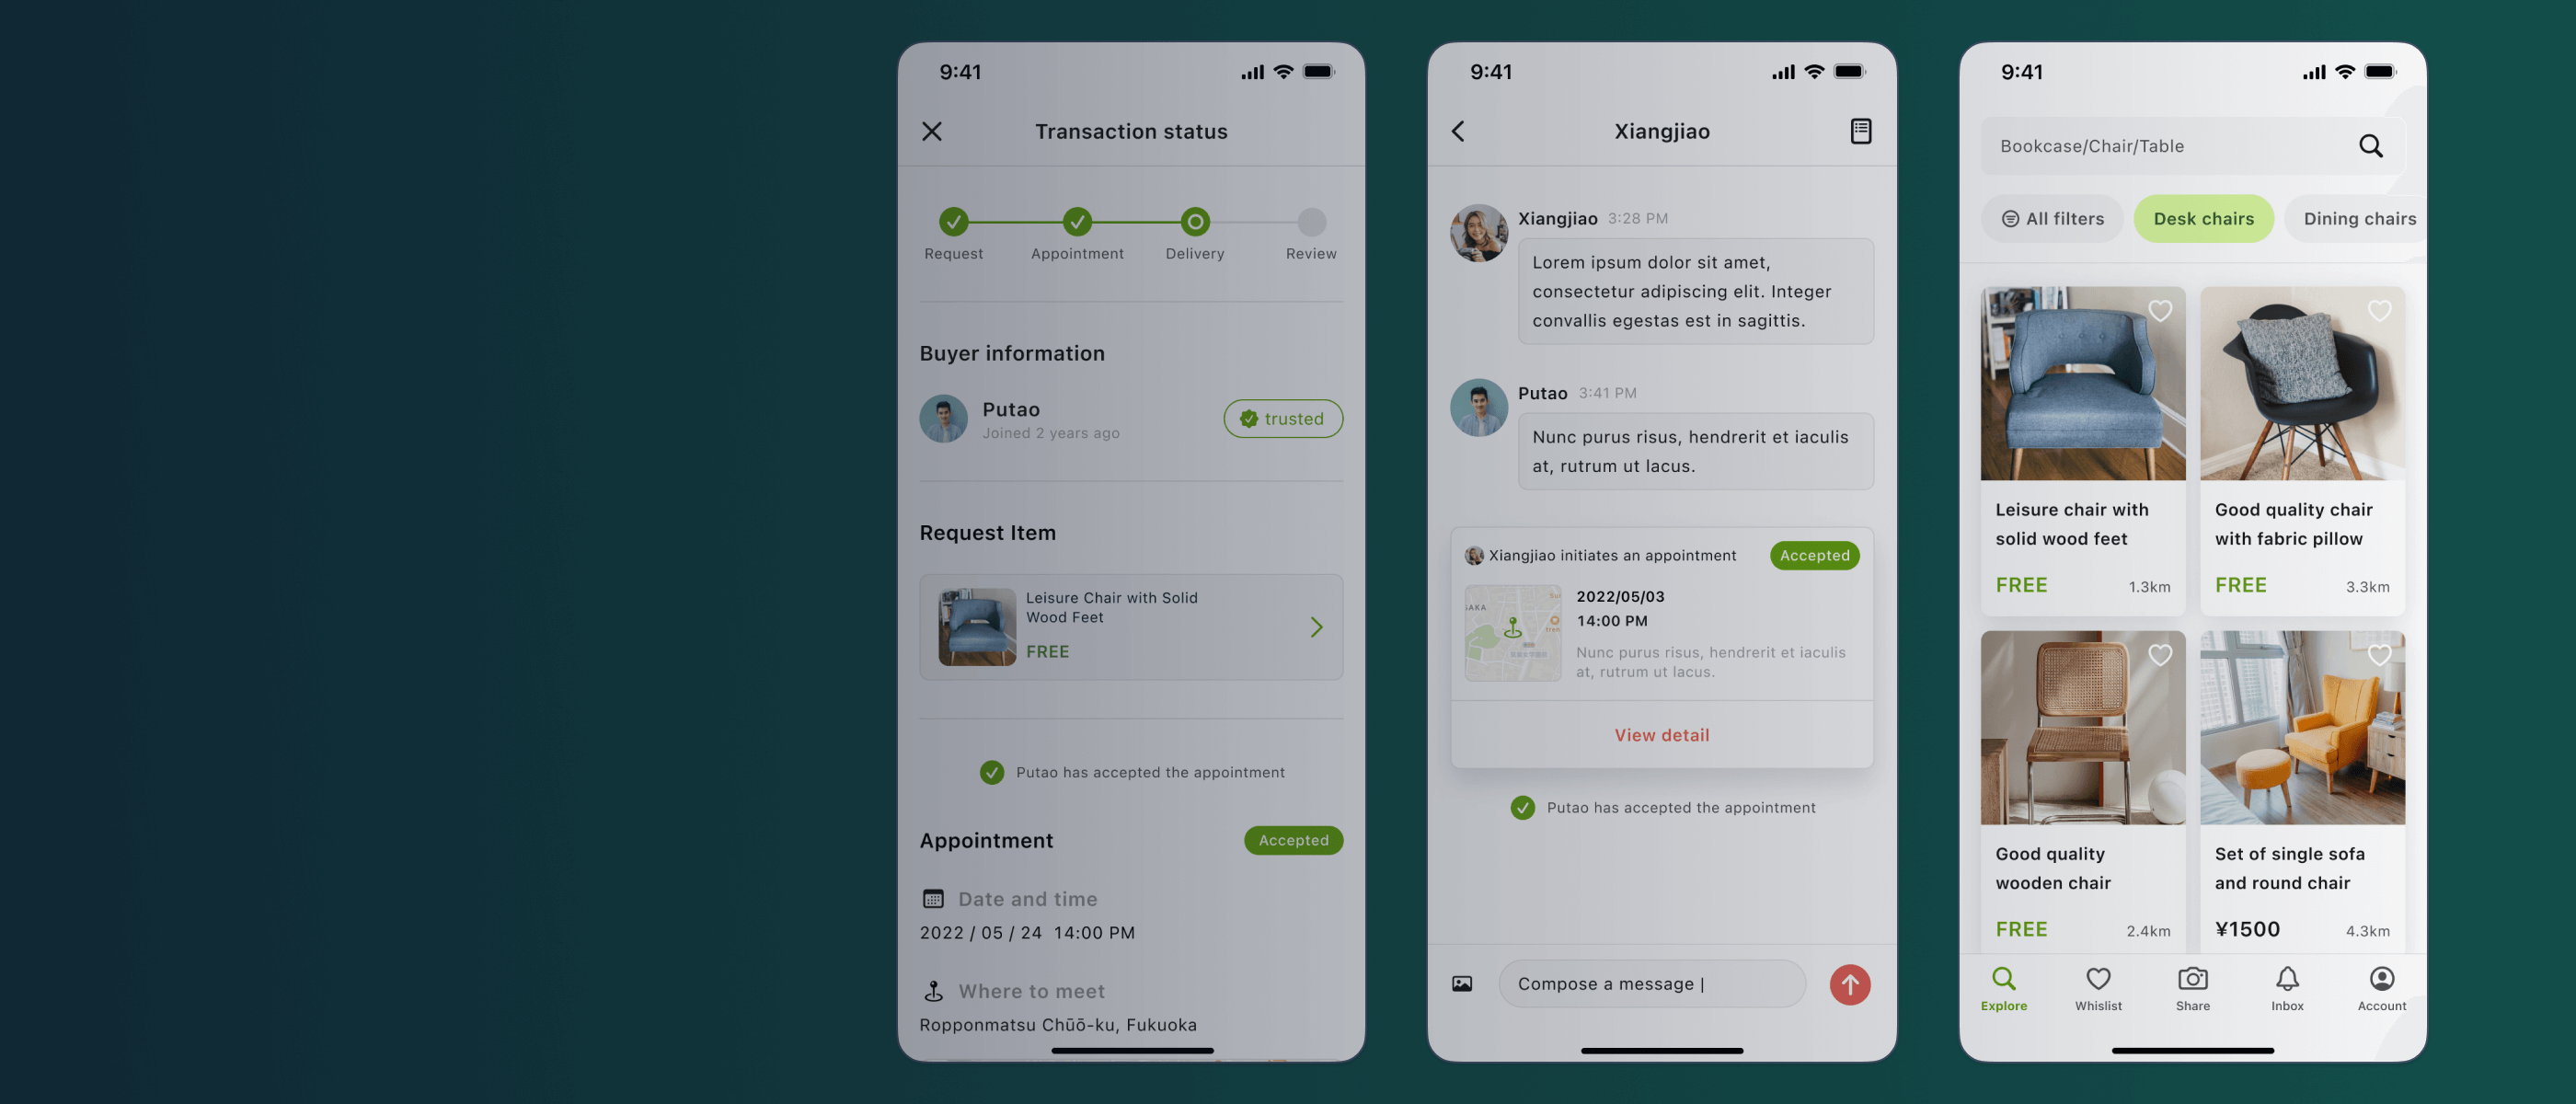 9:41
Transaction status
Request
Appointment
Delivery
Review
Buyer information
Putao
Joined 2 years ago
trusted
Request Item
Leisure Chair with Solid
Wood Feet
FREE
Putao has accepted the appointment
Appointment
Accepted
Date and time
2022 / 05 / 24 14:00 PM
Where to meet
Ropponmatsu Chūō-ku, Fukuoka
9:41
Xiangjiao
Xiangjiao 3:28 PM
Lorem ipsum dolor sit amet,
consectetur adipiscing elit. Integer
convallis egestas est in sagittis.
Putao 3:41 PM
Nunc purus risus, hendrerit et iaculis
at, rutrum ut lacus.
Xiangjiao initiates an appointment
Accepted
2022/05/03
14:00 PM
Nunc purus risus, hendrerit et iaculis
at, rutrum ut lacus.
View detail
Putao has accepted the appointment
Compose a message |
9:41
Bookcase/Chair/Table
All filters
Desk chairs
Dining chairs
Leisure chair with
solid wood feet
FREE 1.3km
Good quality chair
with fabric pillow
FREE 3.3km
Good quality
wooden chair
FREE 2.4km
Set of single sofa
and round chair
¥1500 4.3km
Explore
Whislist
Share
Inbox
Account